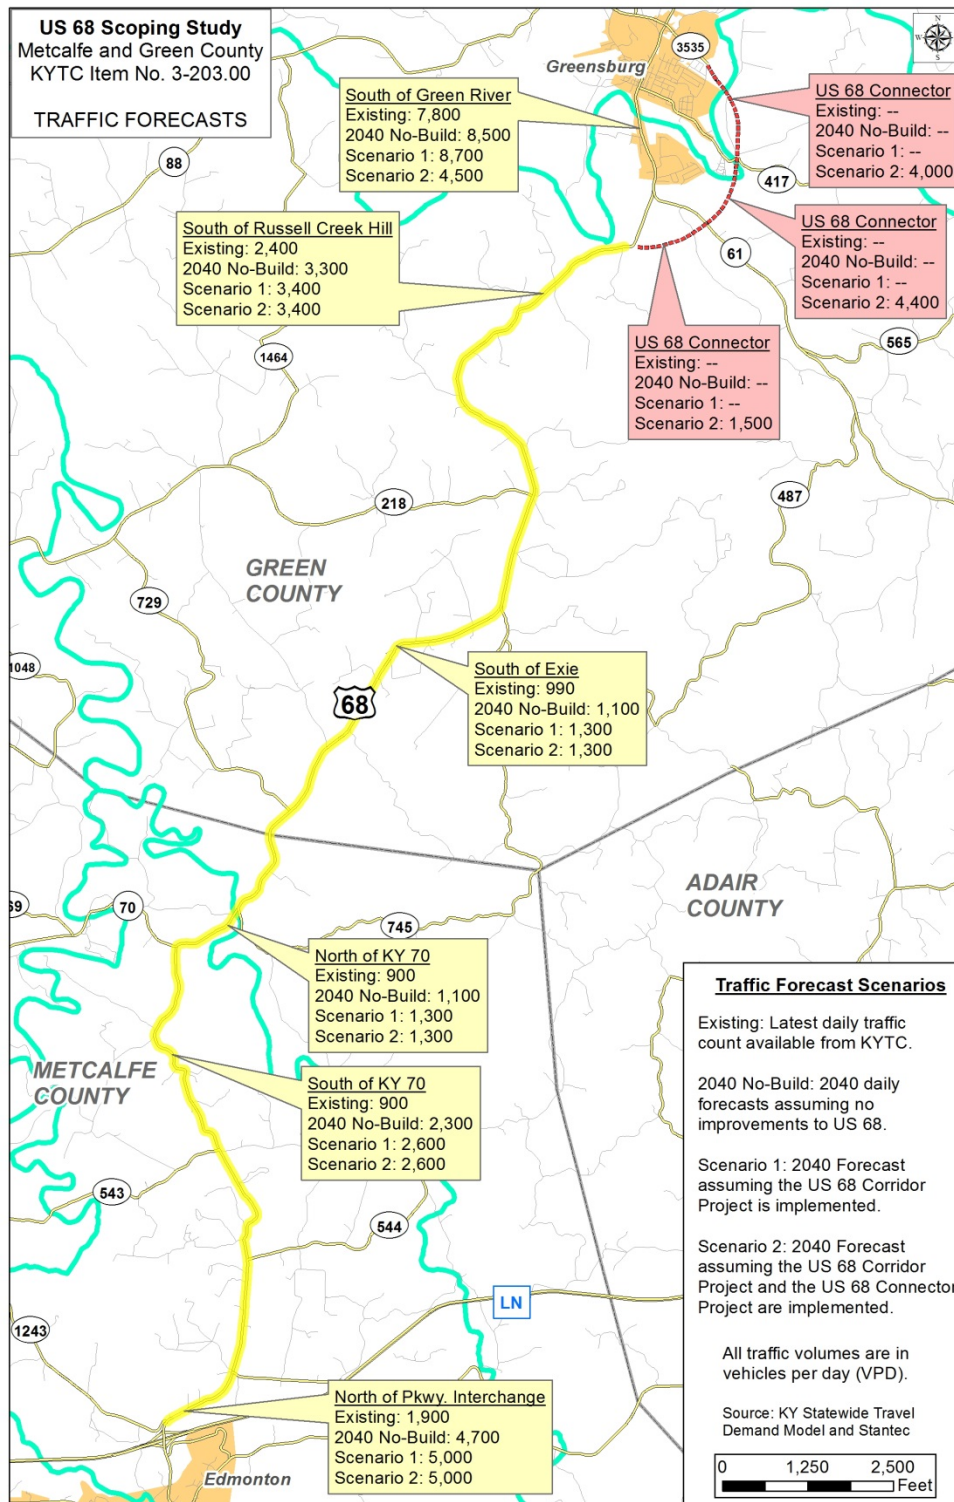 US 68 Scoping Study
Metcalfe and Green County
KYTC Item No. 3-203.00
TRAFFIC FORECASTS
3535
Greensburg
N
W
S
South of Green River
Existing: 7,800
2040 No-Build: 8,500
Scenario 1: 8,700
Scenario 2: 4,500
US 68 Connector
Existing: --
2040 No-Build: --
Scenario 1: --
Scenario 2: 4,000
88
417
South of Russell Creek Hill
Existing: 2,400
2040 No-Build: 3,300
Scenario 1: 3,400
Scenario 2: 3,400
US 68 Connector
Existing: --
2040 No-Build: --
Scenario 1: --
Scenario 2: 4,400
61
US 68 Connector
Existing: --
2040 No-Build: --
Scenario 1: --
Scenario 2: 1,500
565
1464
218
487
GREEN
COUNTY
729
1048
South of Exie
Existing: 990
2040 No-Build: 1,100
Scenario 1: 1,300
Scenario 2: 1,300
68
ADAIR
COUNTY
69
70
745
North of KY 70
Existing: 900
2040 No-Build: 1,100
Scenario 1: 1,300
Scenario 2: 1,300
METCALFE
COUNTY
South of KY 70
Existing: 900
2040 No-Build: 2,300
Scenario 1: 2,600
Scenario 2: 2,600
543
544
LN
1243
North of Pkwy. Interchange
Existing: 1,900
2040 No-Build: 4,700
Scenario 1: 5,000
Scenario 2: 5,000
Edmonton
Traffic Forecast Scenarios
Existing: Latest daily traffic
count available from KYTC.
2040 No-Build: 2040 daily
forecasts assuming no
improvements to US 68.
Scenario 1: 2040 Forecast
assuming the US 68 Corridor
Project is implemented.
Scenario 2: 2040 Forecast
assuming the US 68 Corridor
Project and the US 68 Connector
Project are implemented.
All traffic volumes are in
vehicles per day (VPD).
Source: KY Statewide Travel
Demand Model and Stantec
0 1,250 2,500
Feet